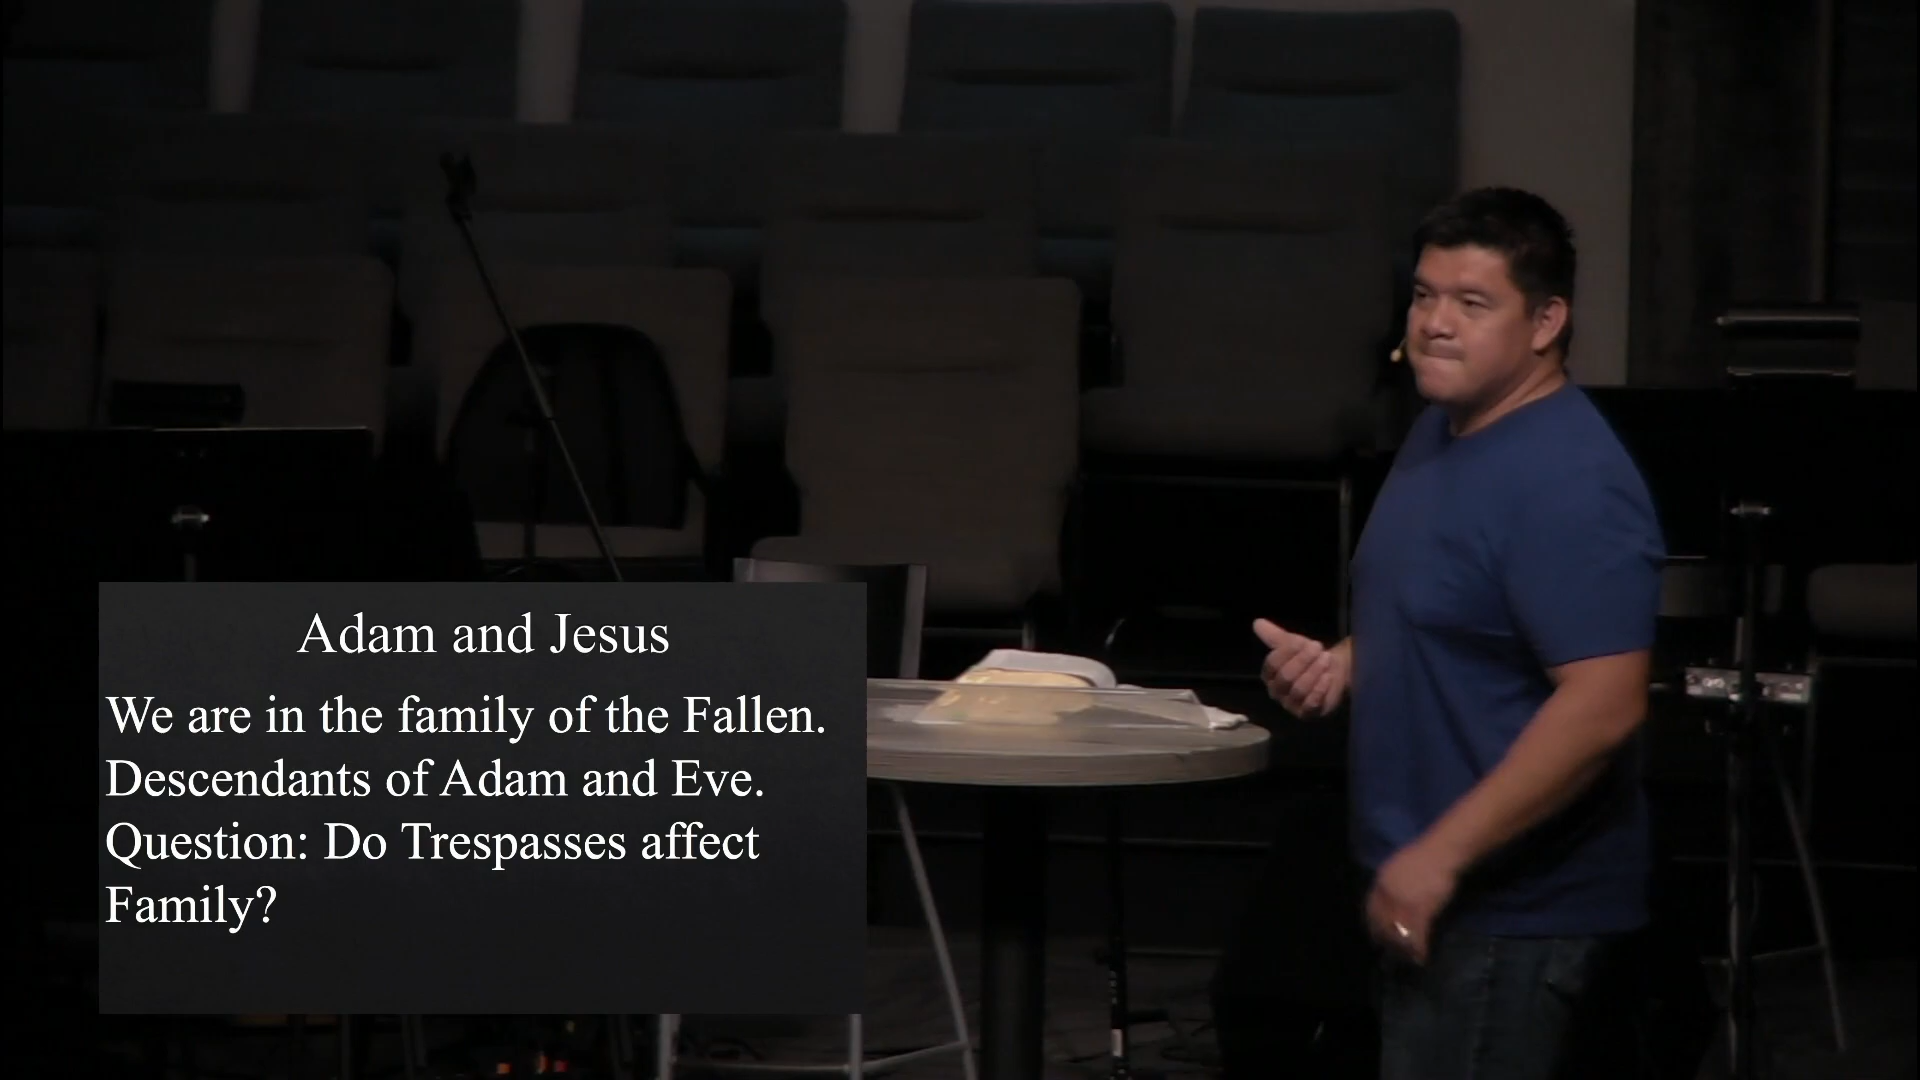 Adam and Jesus
We are in the family of the Fallen.
Descendants of Adam and Eve.
Question: Do Trespasses affect
Family?